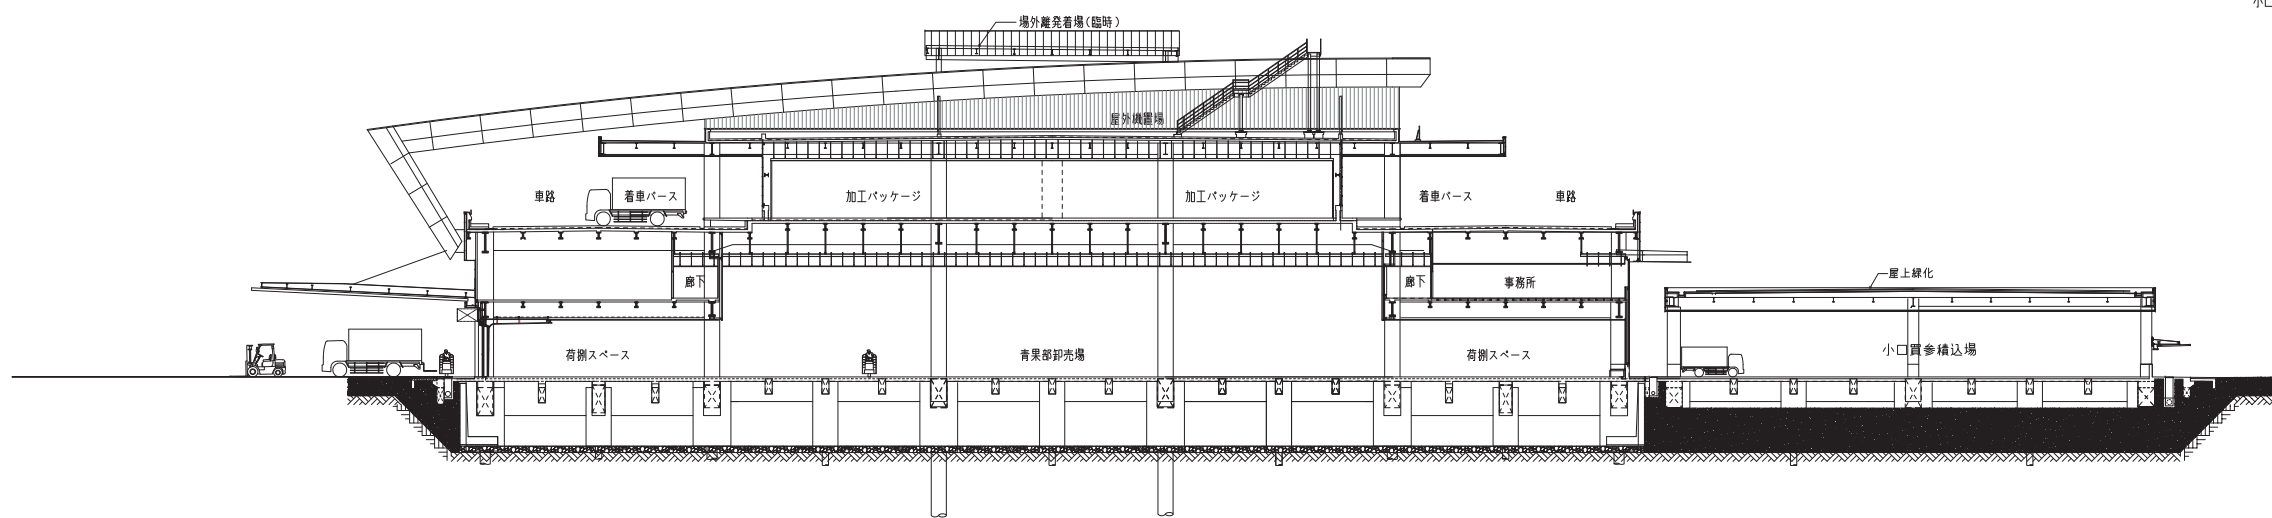 小口
場外離発着場（臨時）
屋外機置場
車路
着車バース
加工パッケージ
加工パッケージ
着車バース
車路
廊下
廊下
事務所
屋上緑化
荷捌スペース
青果部卸売場
荷捌スペース
小口買参積込場